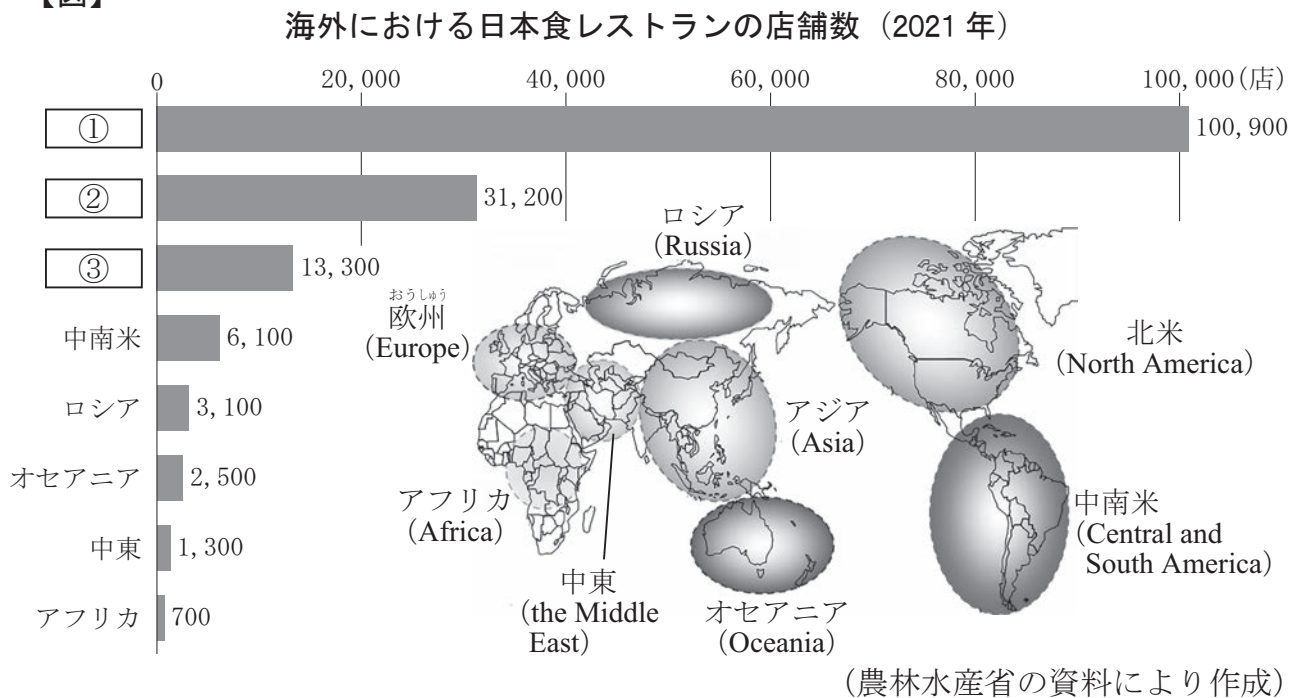 【図】
海外における日本食レストランの店舗数（2021年）
0 20,000 40,000 60,000 80,000 100,000(店)
① 100,900
② 31,200
③ 13,300
中南米 6,100
ロシア 3,100
オセアニア 2,500
中東 1,300
アフリカ 700
ロシア
(Russia)
おうしゅう
欧州
(Europe)
北米
(North America)
アジア
(Asia)
アフリカ
(Africa)
中南米
(Central and
South America)
中東
(the Middle
East)
オセアニア
(Oceania)
（農林水産省の資料により作成）